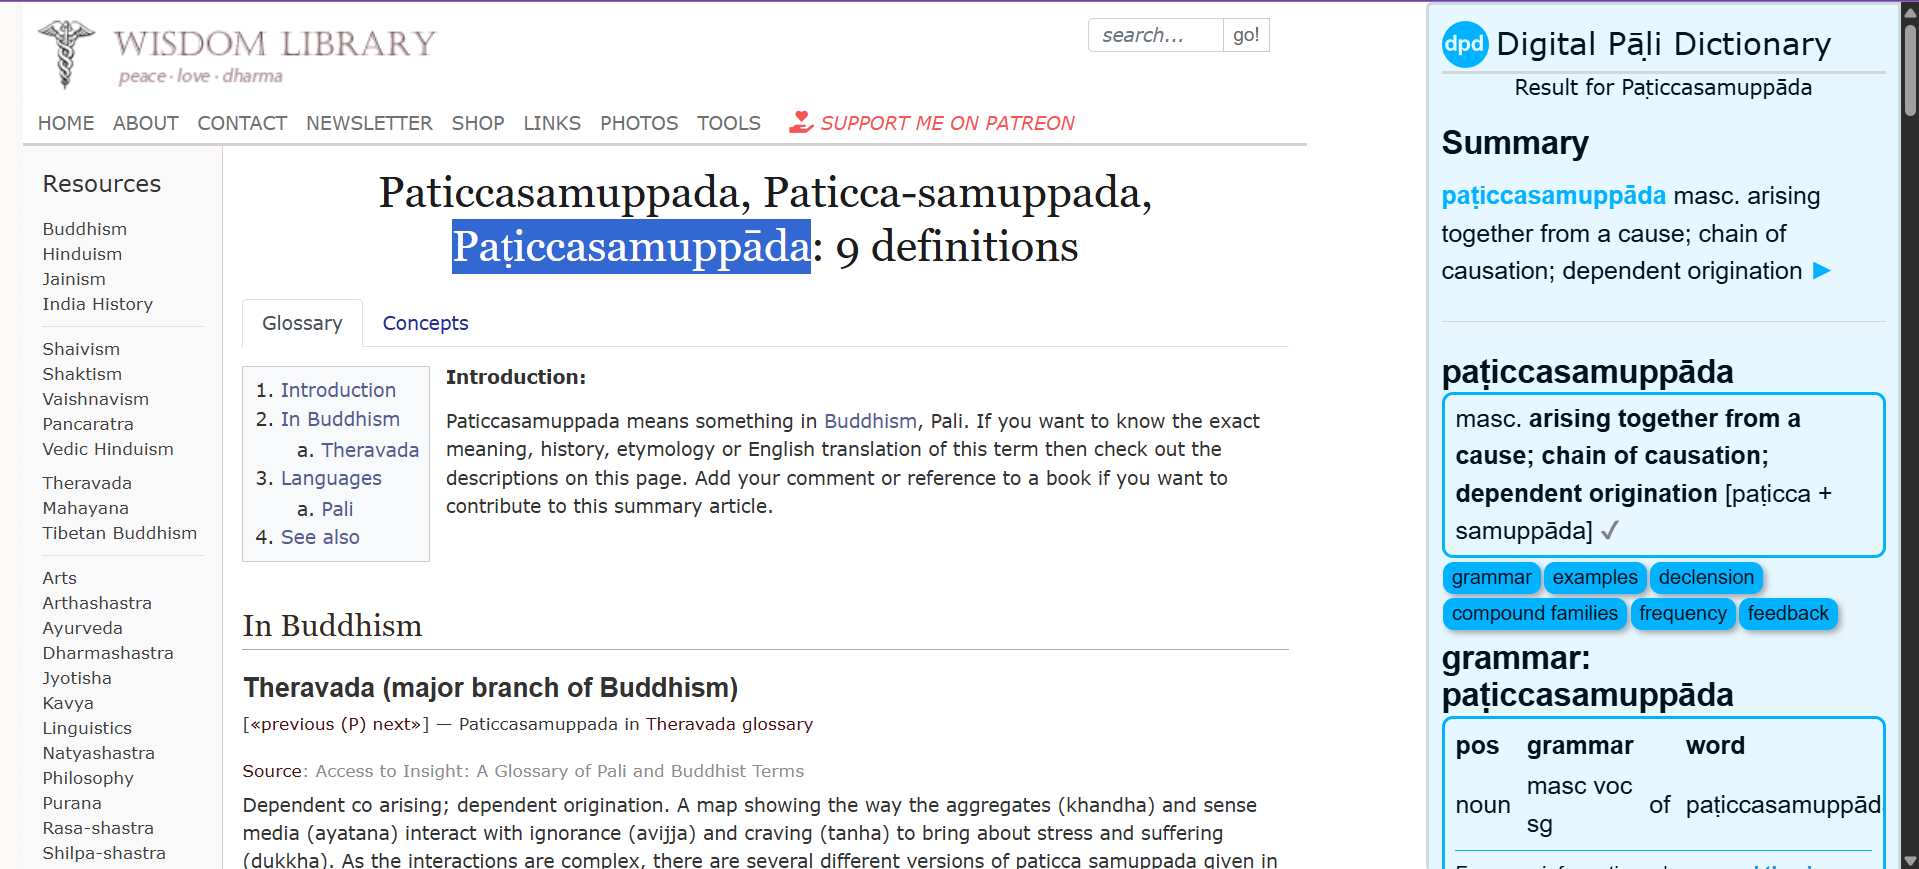 WISDOM LIBRARY
peace · love · dharma
search...
go!
HOME ABOUT CONTACT NEWSLETTER SHOP LINKS PHOTOS TOOLS SUPPORT ME ON PATREON
Resources
Buddhism
Hinduism
Jainism
India History
Shaivism
Shaktism
Vaishnavism
Pancaratra
Vedic Hinduism
Theravada
Mahayana
Tibetan Buddhism
Arts
Arthashastra
Ayurveda
Dharmashastra
Jyotisha
Kavya
Linguistics
Natyashastra
Philosophy
Purana
Rasa-shastra
Shilpa-shastra
Paticcasamuppada, Paticca-samuppada,
Paṭiccasamuppāda: 9 definitions
Glossary Concepts
1. Introduction
2. In Buddhism
a. Theravada
3. Languages
a. Pali
4. See also
Introduction:
Paticcasamuppada means something in Buddhism, Pali. If you want to know the exact
meaning, history, etymology or English translation of this term then check out the
descriptions on this page. Add your comment or reference to a book if you want to
contribute to this summary article.
In Buddhism
Theravada (major branch of Buddhism)
[«previous (P) next»] — Paticcasamuppada in Theravada glossary
Source: Access to Insight: A Glossary of Pali and Buddhist Terms
Dependent co arising; dependent origination. A map showing the way the aggregates (khandha) and sense
media (ayatana) interact with ignorance (avijja) and craving (tanha) to bring about stress and suffering
(dukkha). As the interactions are complex, there are several different versions of paticca samuppada given in
dpd Digital Pāḷi Dictionary
Result for Paṭiccasamuppāda
Summary
paṭiccasamuppāda masc. arising
together from a cause; chain of
causation; dependent origination ►
paṭiccasamuppāda
masc. arising together from a
cause; chain of causation;
dependent origination [paṭicca +
samuppāda] ✓
grammar examples declension
compound families frequency feedback
grammar:
paṭiccasamuppāda
pos grammar word
noun masc voc sg of paṭiccasamuppād